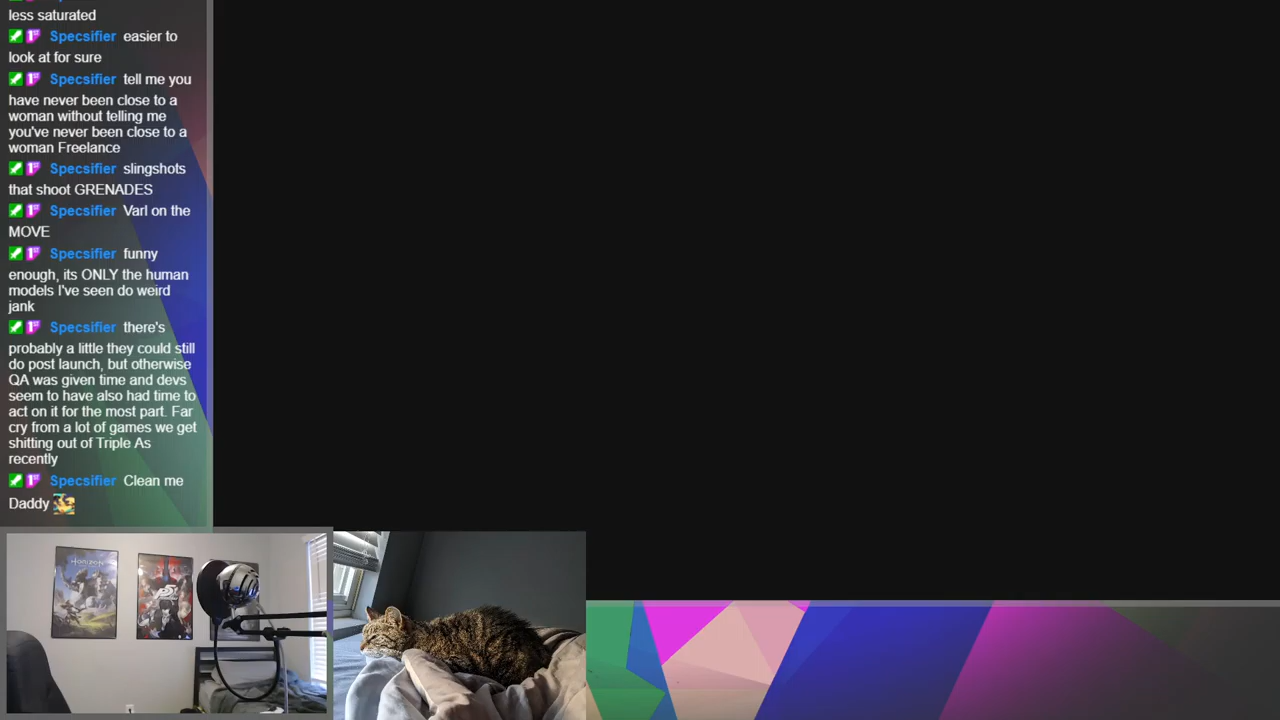 less saturated
Specsifier easier to
look at for sure
Specsifier tell me you
have never been close to a
woman without telling me
you've never been close to a
woman Freelance
Specsifier slingshots
that shoot GRENADES
Specsifier Varl on the
MOVE
Specsifier funny
enough, its ONLY the human
models I've seen do weird
jank
Specsifier there's
probably a little they could still
do post launch, but otherwise
QA was given time and devs
seem to have also had time to
act on it for the most part. Far
cry from a lot of games we get
shitting out of Triple As
recently
Specsifier Clean me
Daddy
HORIZON